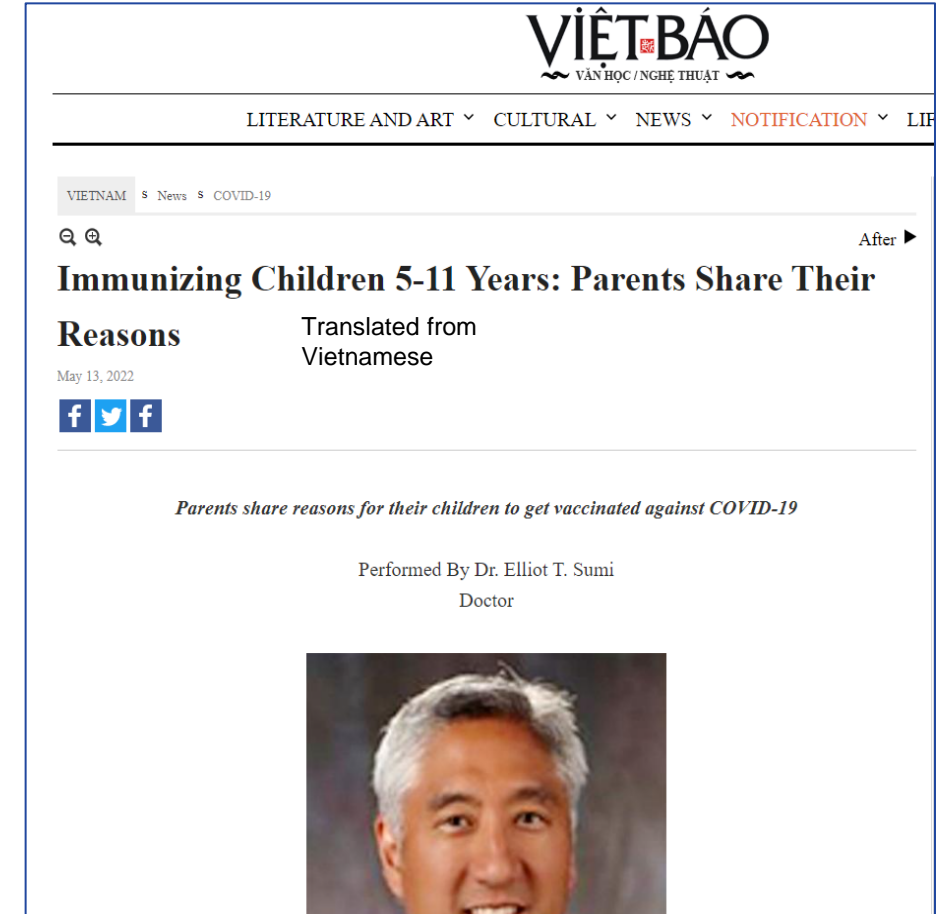 VIỆT BÁO
VĂN HỌC / NGHỆ THUẬT
LITERATURE AND ART CULTURAL NEWS NOTIFICATION LIF
VIETNAM s News s COVID-19
After
Immunizing Children 5-11 Years: Parents Share Their
Reasons
Translated from
Vietnamese
May 13, 2022
Parents share reasons for their children to get vaccinated against COVID-19
Performed By Dr. Elliot T. Sumi
Doctor